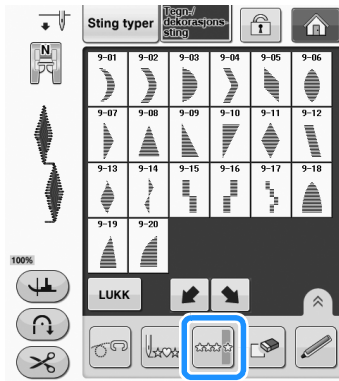 Sting typer
Tegn-/
dekorasjons-
sting
N
9-01 9-02 9-03 9-04 9-05 9-06
9-07 9-08 9-09 9-10 9-11 9-12
9-13 9-14 9-15 9-16 9-17 9-18
9-19 9-20
100%
LUKK